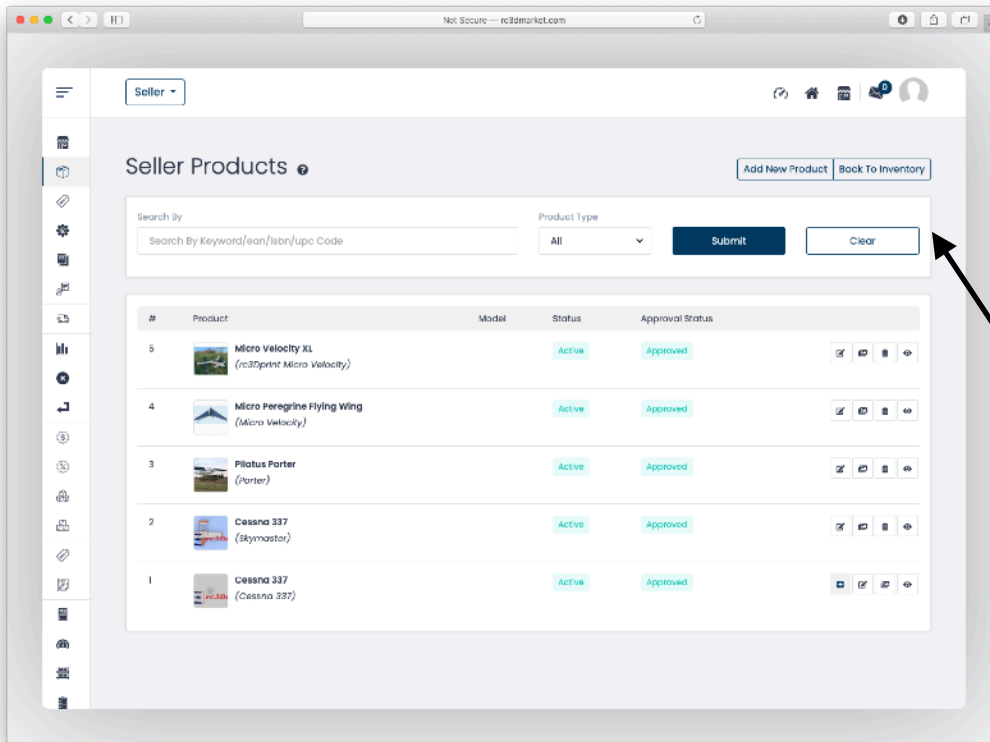 Not Secure — rc3dmarket.com
Seller
0
Seller Products
Add New Product Back To Inventory
Search By
Product Type
Search By Keyword/ean/isbn/upc Code
All
Submit
Clear
# Product Model Status Approval Status
5 Micro Velocity XL Active Approved
(rc3Dprint Micro Velocity)
4 Micro Peregrine Flying Wing Active Approved
(Micro Velocity)
3 Pilatus Porter Active Approved
(Porter)
2 Cessna 337 Active Approved
(Skymaster)
1 Cessna 337 Active Approved
(Cessna 337)